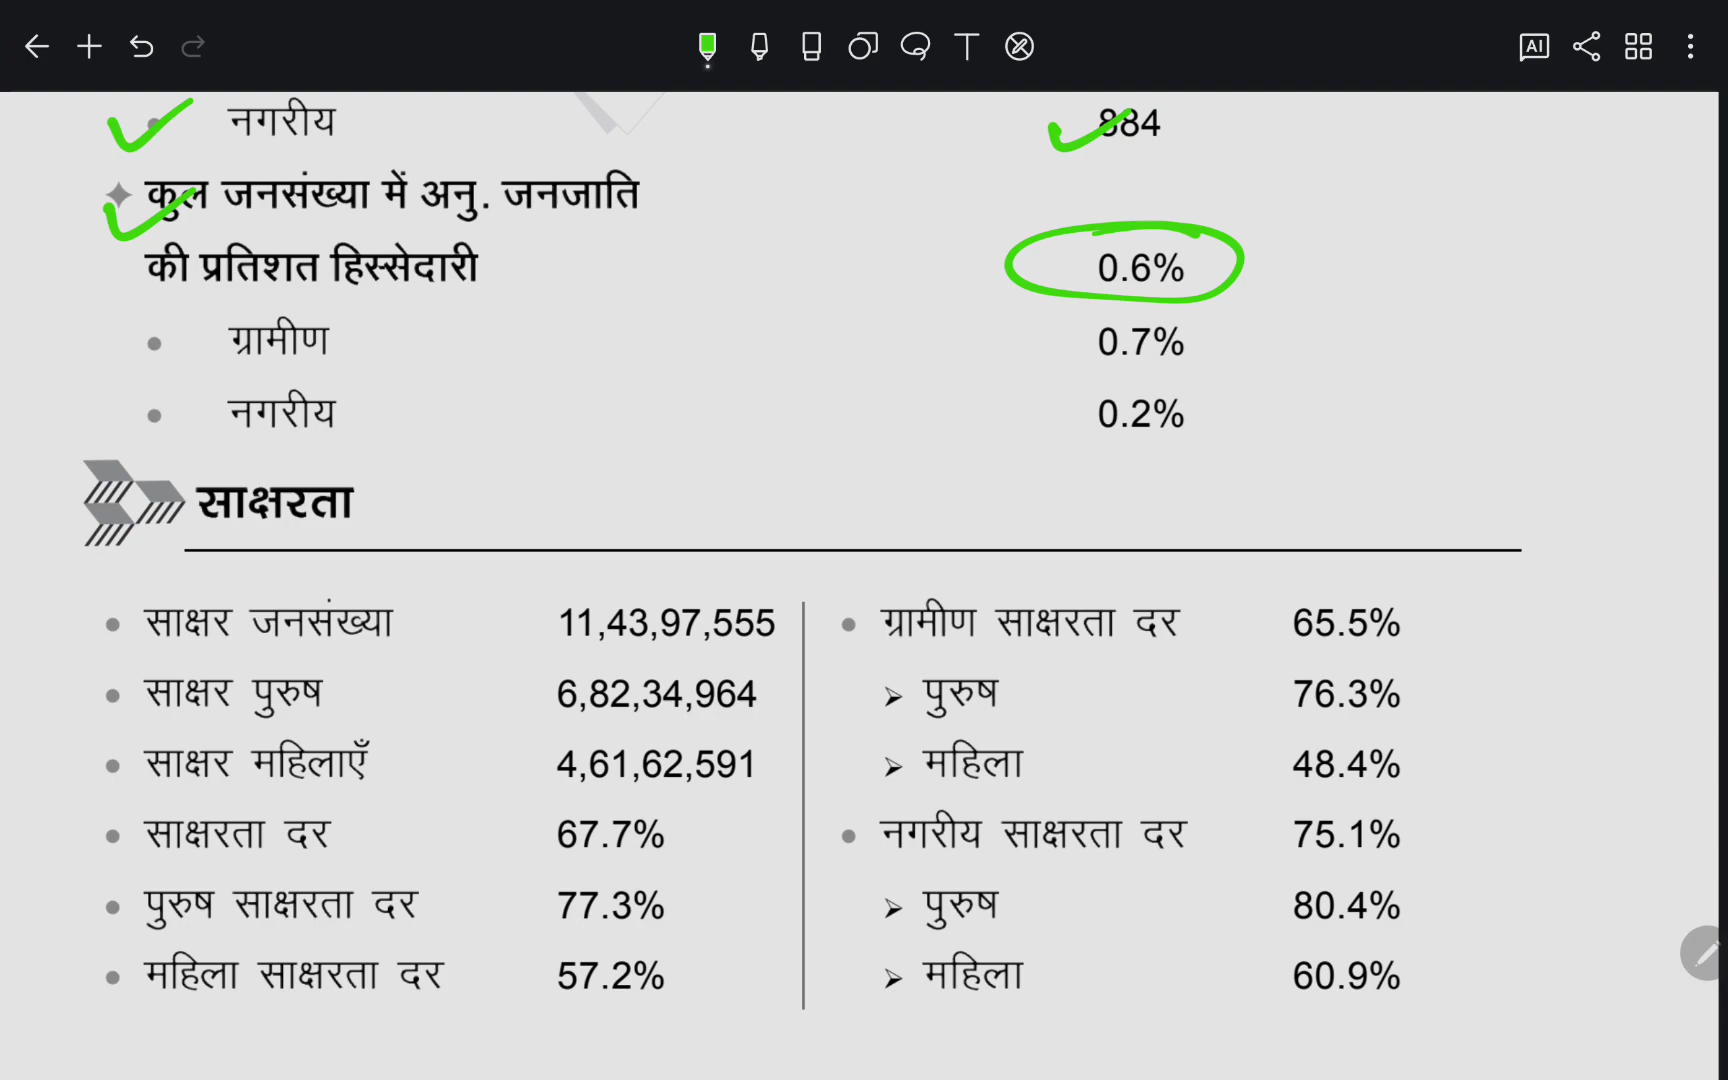 AI
नगरीय 884
कुल जनसंख्या में अनु. जनजाति
की प्रतिशत हिस्सेदारी 0.6%
ग्रामीण 0.7%
नगरीय 0.2%
साक्षरता
साक्षर जनसंख्या 11,43,97,555
साक्षर पुरुष 6,82,34,964
साक्षर महिलाएँ 4,61,62,591
साक्षरता दर 67.7%
पुरुष साक्षरता दर 77.3%
महिला साक्षरता दर 57.2%
ग्रामीण साक्षरता दर 65.5%
पुरुष 76.3%
महिला 48.4%
नगरीय साक्षरता दर 75.1%
पुरुष 80.4%
महिला 60.9%